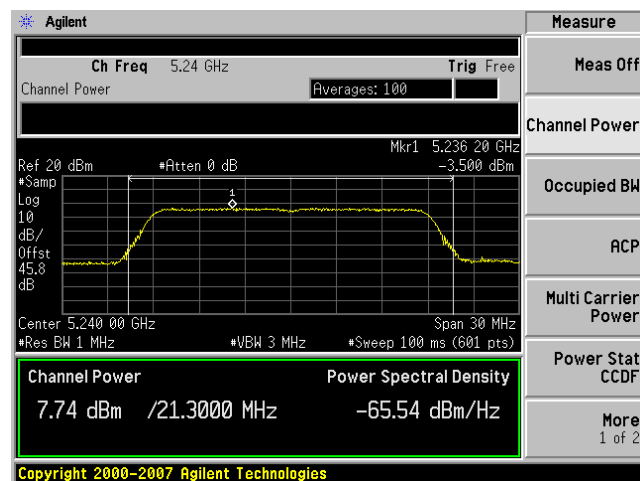 Agilent
Measure
Ch Freq 5.24 GHz Trig Free
Channel Power Averages: 100
Mkr1 5.236 20 GHz
Ref 20 dBm #Atten 0 dB -3.500 dBm
#Samp
Log
10
dB/
Offst
45.8
dB
1
Center 5.240 00 GHz Span 30 MHz
#Res BW 1 MHz #VBW 3 MHz #Sweep 100 ms (601 pts)
Channel Power Power Spectral Density
7.74 dBm /21.3000 MHz -65.54 dBm/Hz
Meas Off
Channel Power
Occupied BW
ACP
Multi Carrier
Power
Power Stat
CCDF
More
1 of 2
Copyright 2000-2007 Agilent Technologies